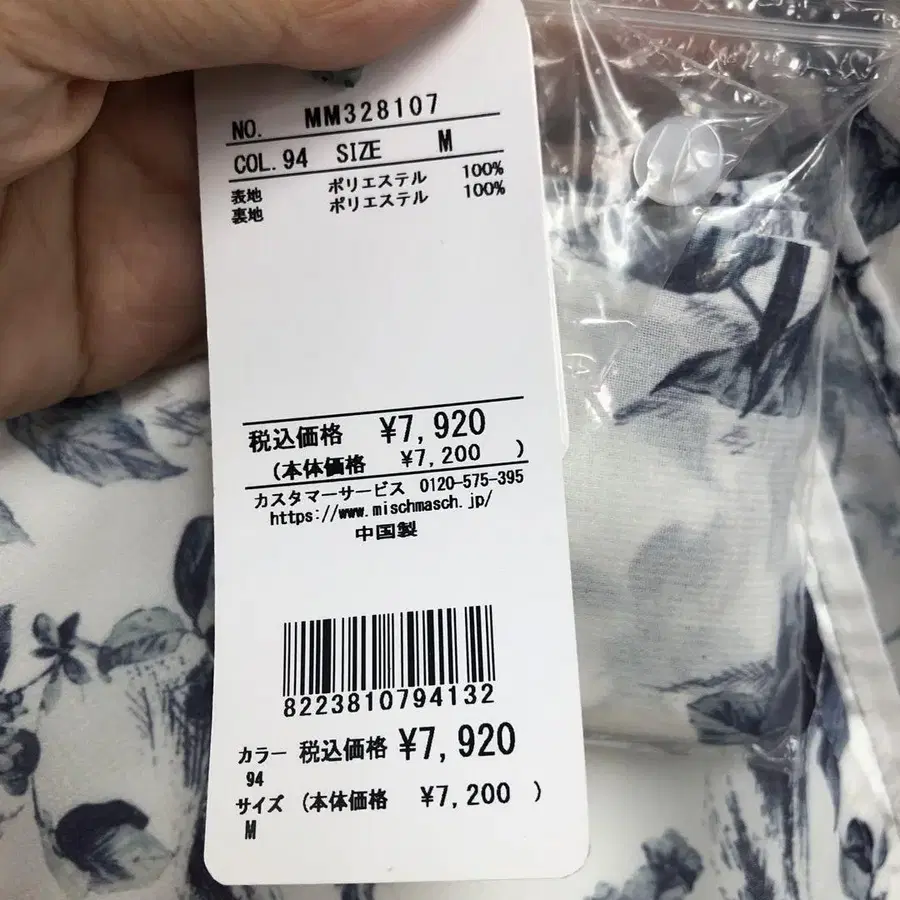 NO. MM328107
COL.94 SIZE M
表地 ポリエステル 100%
裏地 ポリエステル 100%
税込価格 ¥7,920
(本体価格 ¥7,200 )
カスタマーサービス 0120-575-395
https://www.mischmasch.jp/
中国製
8223810794132
カラー 税込価格 ¥7,920
94
サイズ (本体価格 ¥7,200 )
M